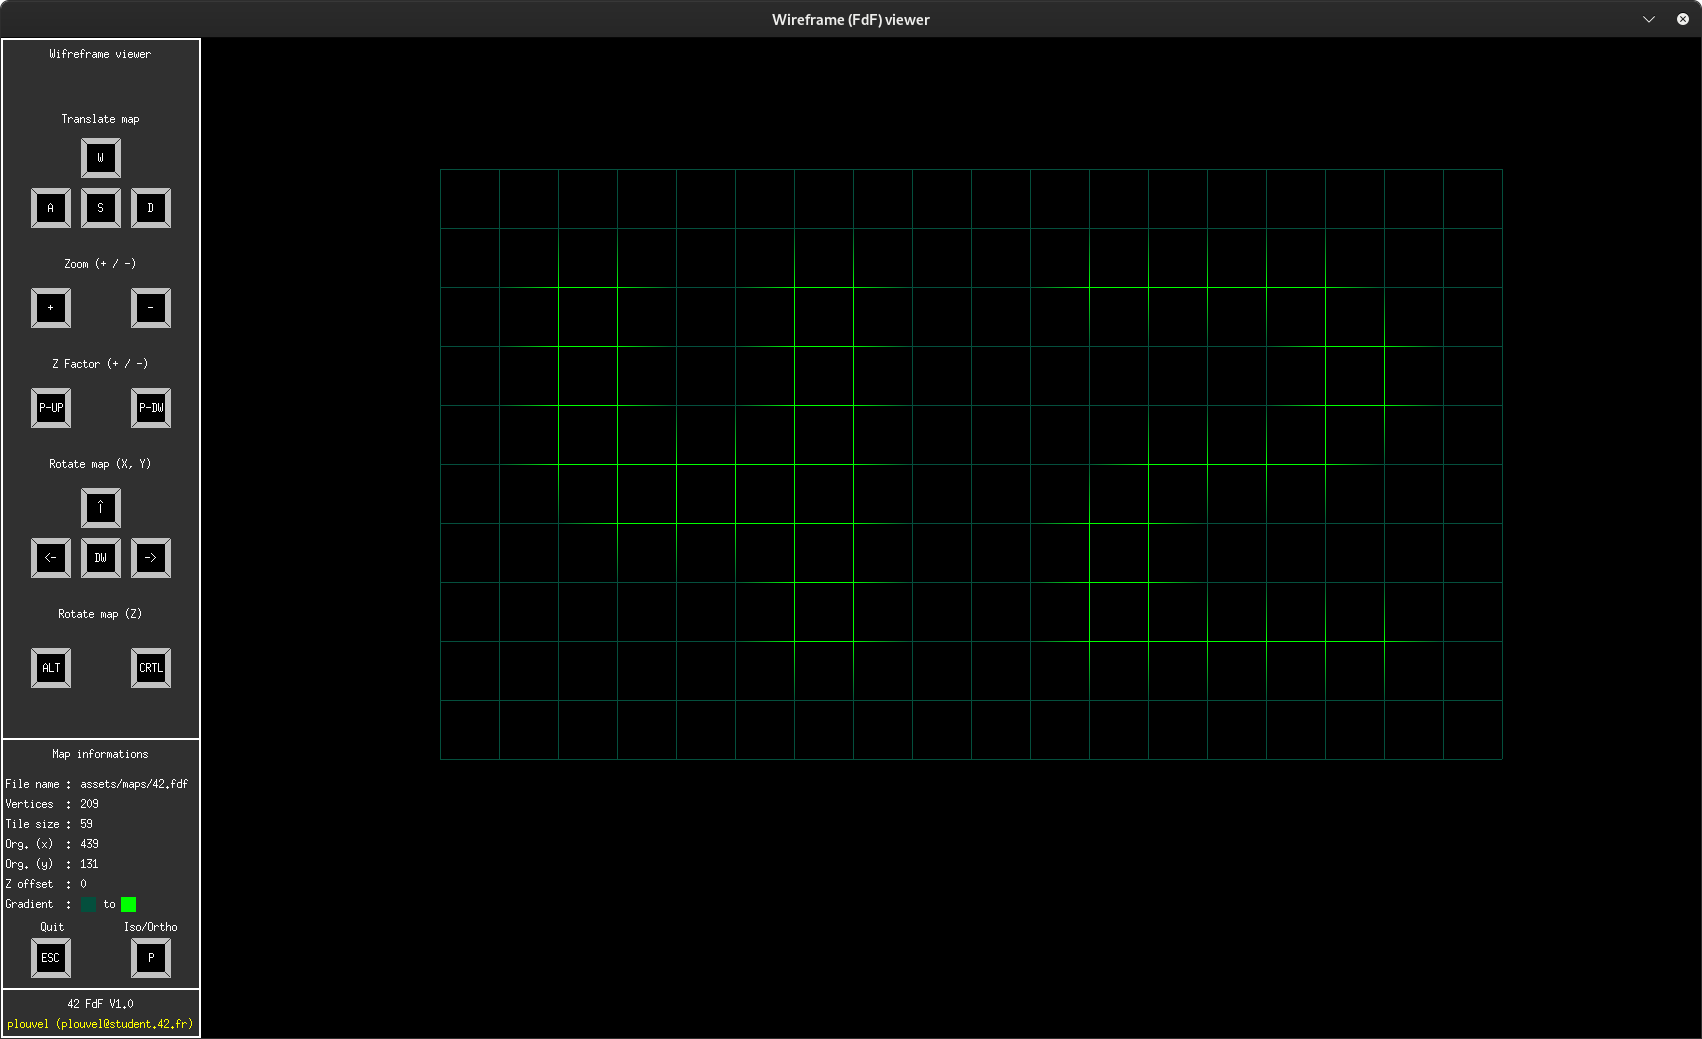 Wireframe (FdF) viewer
Wifreframe viewer
Translate map
W
A S D
Zoom (+ / -)
+ -
Z Factor (+ / -)
P-UP P-DW
Rotate map (X, Y)
↑
<- DW ->
Rotate map (Z)
ALT CRTL
Map informations
File name : assets/maps/42.fdf
Vertices : 209
Tile size : 59
Org. (x) : 439
Org. (y) : 131
Z offset : 0
Gradient : to
Quit Iso/Ortho
ESC P
42 FdF V1.0
plouvel (plouvel@student.42.fr)